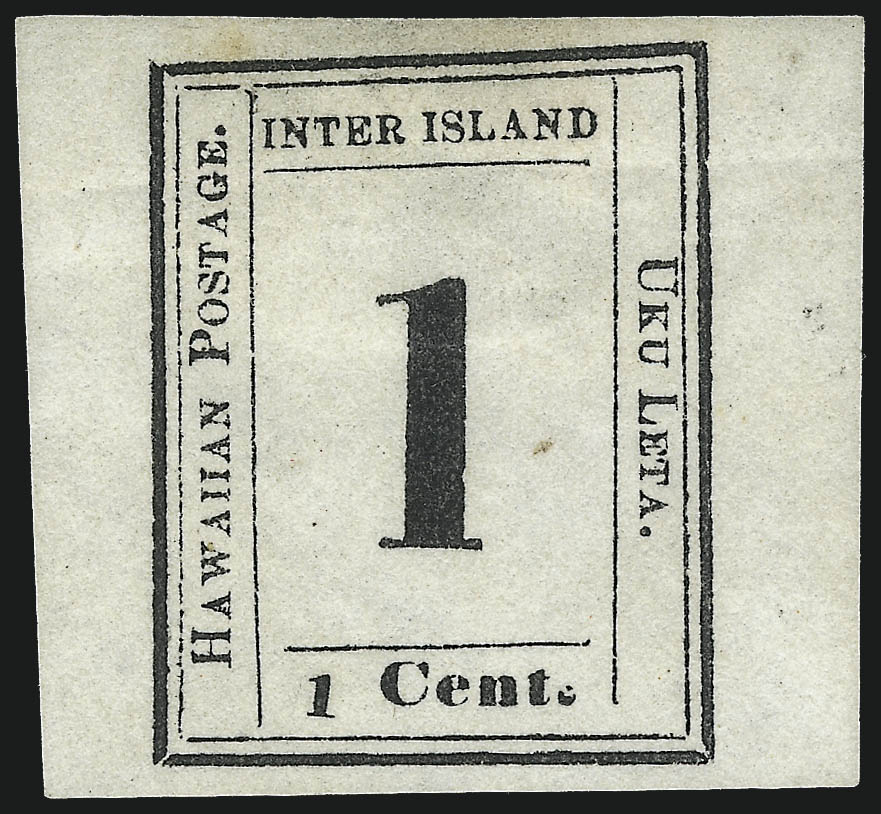 INTER ISLAND
HAWAIIAN POSTAGE.
1
UKU LETA.
1 Cent.